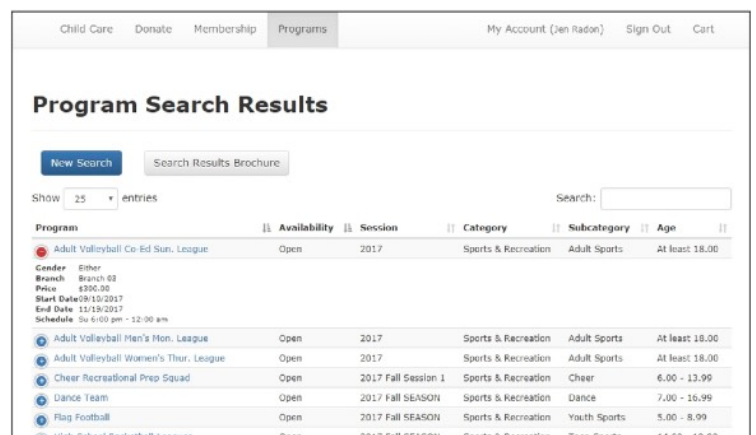 Child Care Donate Membership Programs My Account (Jen Radon) Sign Out Cart
Program Search Results
New Search Search Results Brochure
Show 25 entries Search:
Program Availability Session Category Subcategory Age
Adult Volleyball Co-Ed Sun. League Open 2017 Sports & Recreation Adult Sports At least 18.00
Gender Either
Branch Branch 03
Price $300.00
Start Date 09/10/2017
End Date 11/19/2017
Schedule Su 6:00 pm - 12:00 am
Adult Volleyball Men's Mon. League Open 2017 Sports & Recreation Adult Sports At least 18.00
Adult Volleyball Women's Thur. League Open 2017 Sports & Recreation Adult Sports At least 18.00
Cheer Recreational Prep Squad Open 2017 Fall Session 1 Sports & Recreation Cheer 6.00 - 13.99
Dance Team Open 2017 Fall SEASON Sports & Recreation Dance 7.00 - 16.99
Flag Football Open 2017 Fall SEASON Sports & Recreation Youth Sports 5.00 - 8.99